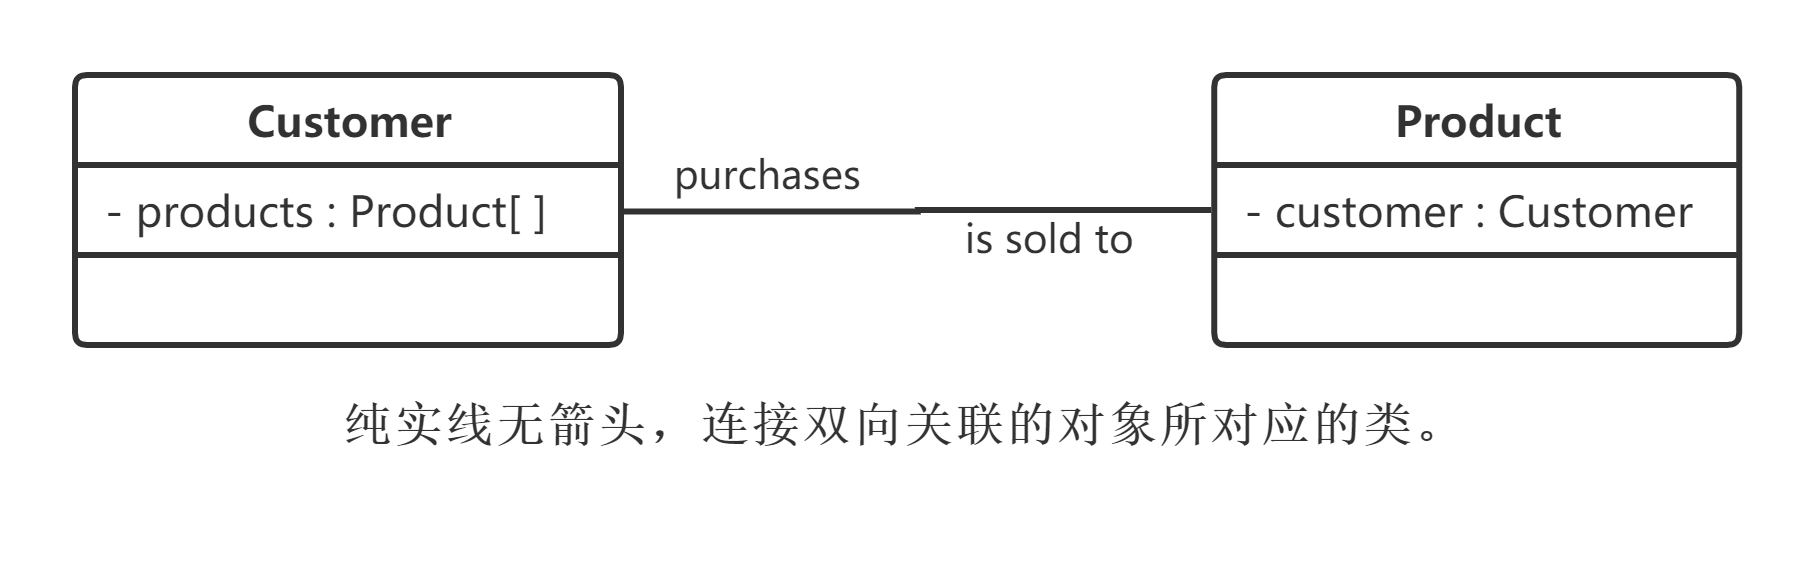 Customer
- products : Product[ ]
purchases
is sold to
Product
- customer : Customer
纯实线无箭头，连接双向关联的对象所对应的类。